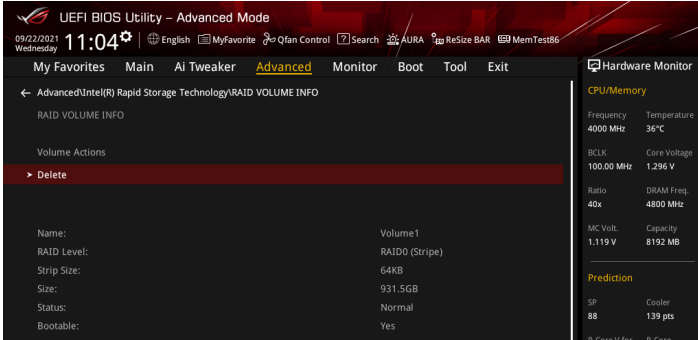 UEFI BIOS Utility – Advanced Mode
09/22/2021 Wednesday 11:04 English MyFavorite Qfan Control ? Search AURA ReSize BAR MemTest86
My Favorites Main Ai Tweaker Advanced Monitor Boot Tool Exit
Hardware Monitor
← Advanced\Intel(R) Rapid Storage Technology\RAID VOLUME INFO
RAID VOLUME INFO
Volume Actions
> Delete
Name: Volume1
RAID Level: RAID0 (Stripe)
Strip Size: 64KB
Size: 931.5GB
Status: Normal
Bootable: Yes
CPU/Memory
Frequency Temperature
4000 MHz 36°C
BCLK Core Voltage
100.00 MHz 1.296 V
Ratio DRAM Freq.
40x 4800 MHz
MC Volt. Capacity
1.119 V 8192 MB
Prediction
SP Cooler
88 139 pts